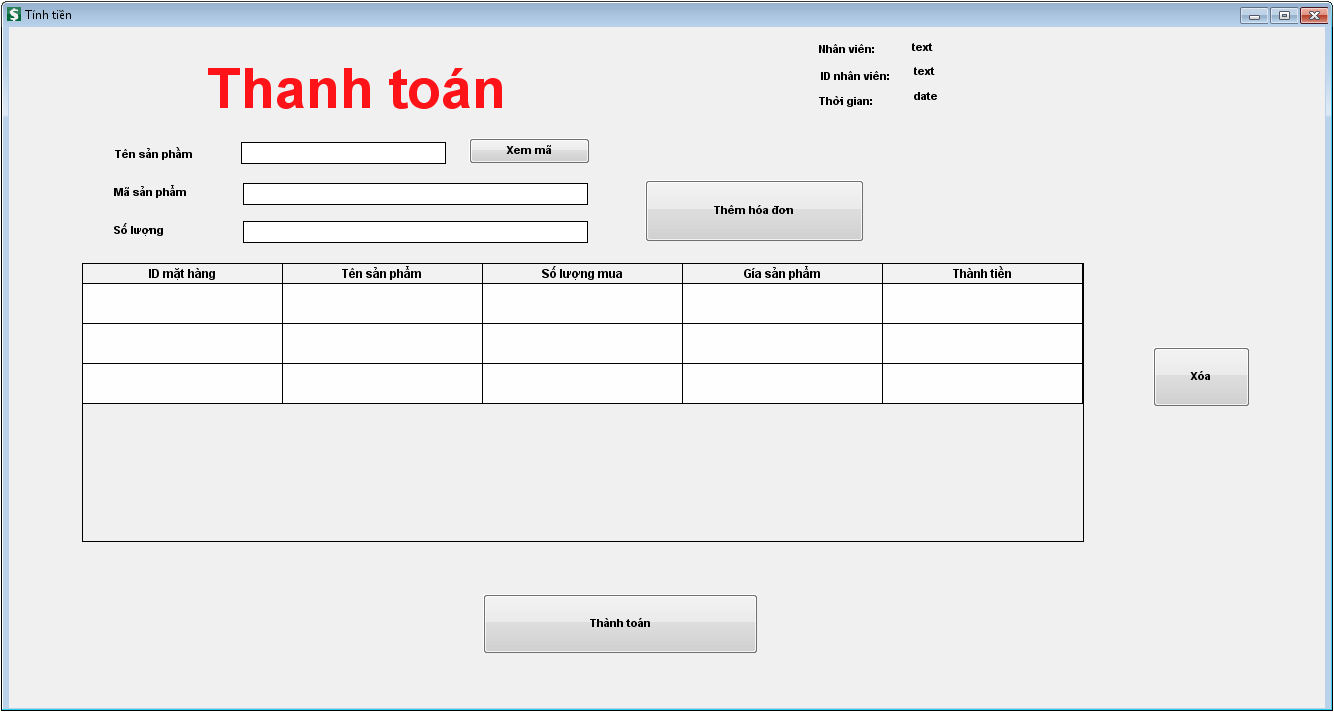 Tính tiền
Nhân viên: text
Thanh toán
ID nhân viên: text
Thời gian: date
Tên sản phầm
Xem mã
Mã sản phẩm
Thêm hóa đơn
Số lượng
ID mặt hàng Tên sản phẩm Số lượng mua Gía sản phẩm Thành tiền
Xóa
Thành toán